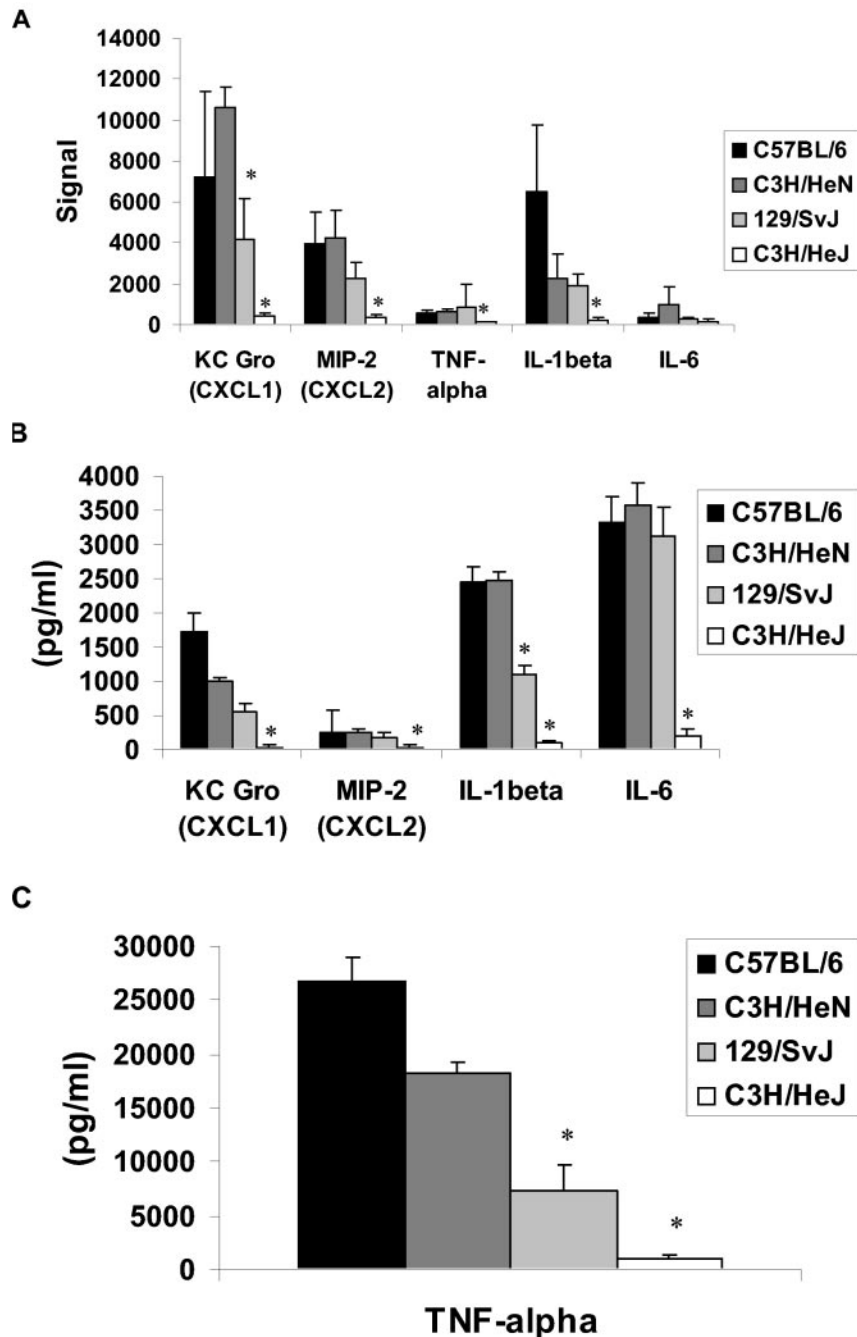 A
14000
12000
10000
8000
6000
4000
2000
0
Signal
* * * * *
KC Gro (CXCL1)
MIP-2 (CXCL2)
TNF-alpha
IL-1beta
IL-6
C57BL/6
C3H/HeN
129/SvJ
C3H/HeJ
B
4000
3500
3000
2500
2000
1500
1000
500
0
(pg/ml)
* * * * *
KC Gro (CXCL1)
MIP-2 (CXCL2)
IL-1beta
IL-6
C57BL/6
C3H/HeN
129/SvJ
C3H/HeJ
C
30000
25000
20000
15000
10000
5000
0
(pg/ml)
* *
TNF-alpha
C57BL/6
C3H/HeN
129/SvJ
C3H/HeJ